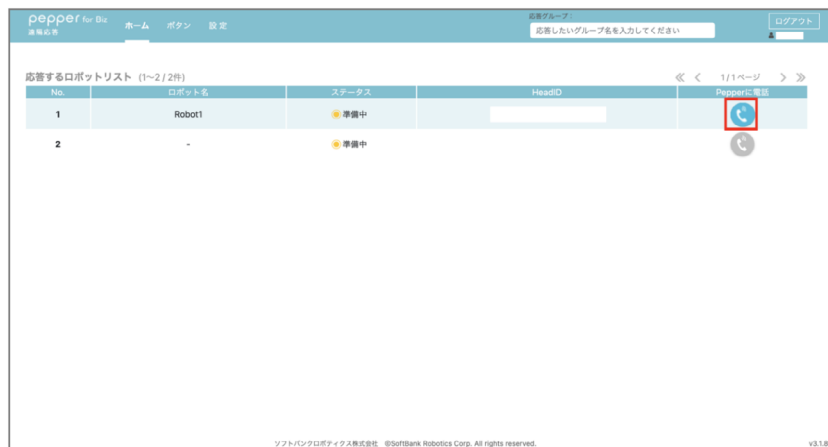 pepper for Biz
遠隔応答
ホーム ボタン 設定
応答グループ:
応答したいグループ名を入力してください
ログアウト
応答するロボットリスト (1〜2 / 2件)
≪ < 1/1ページ > ≫
No. ロボット名 ステータス HeadID Pepperに電話
1 Robot1 準備中
2 - 準備中
ソフトバンクロボティクス株式会社 ©SoftBank Robotics Corp. All rights reserved.
v3.1.8